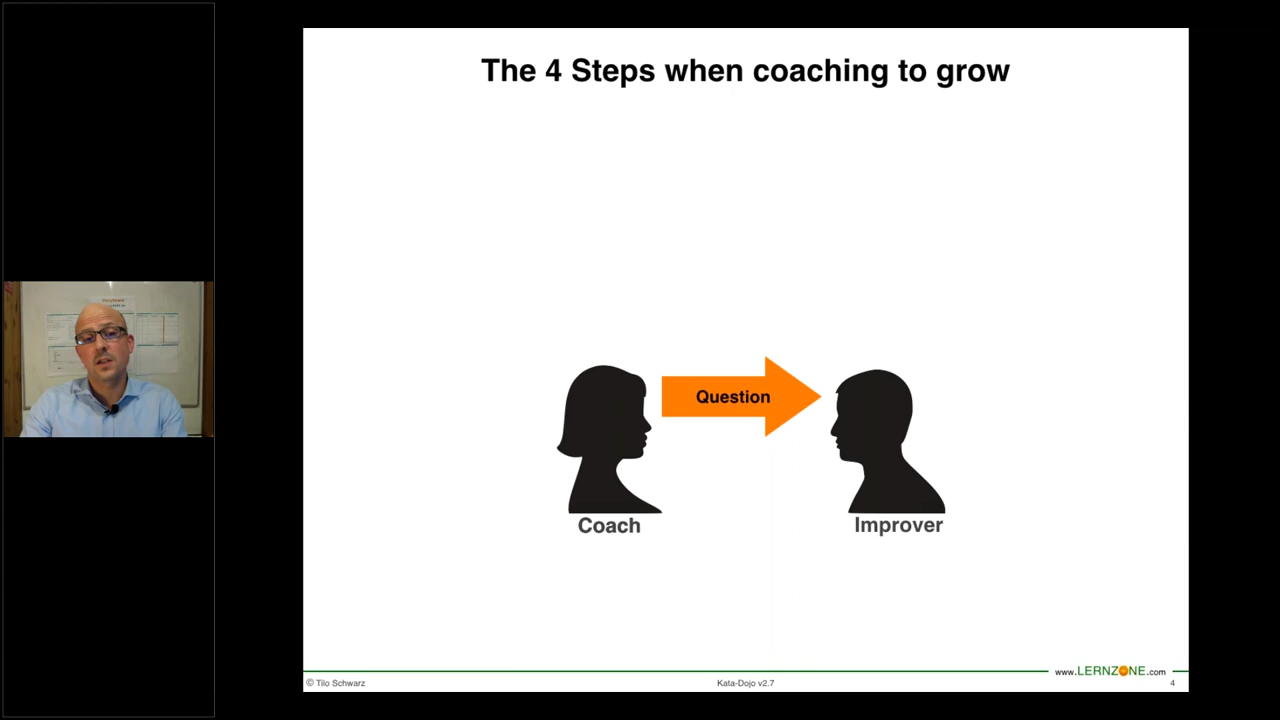 The 4 Steps when coaching to grow
Question
Coach
Improver
www.LERNZONE.com
© Tilo Schwarz
Kata-Dojo v2.7
4